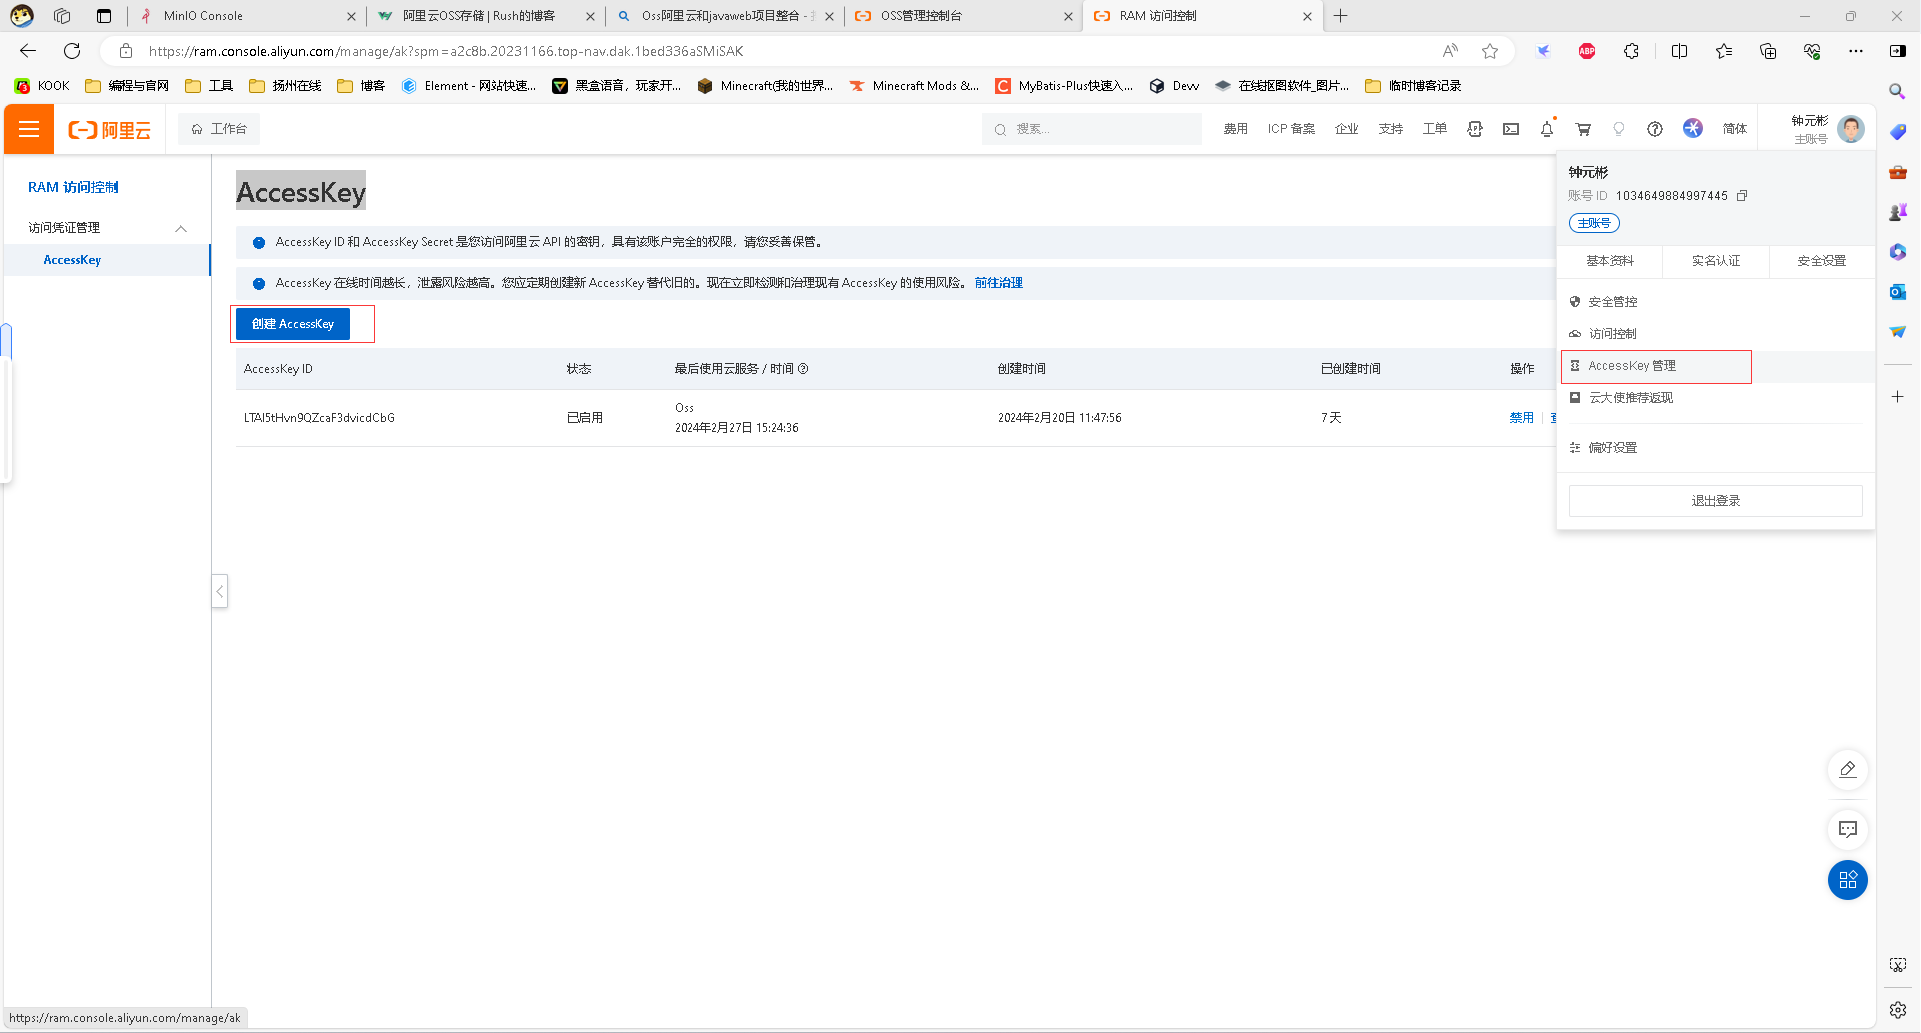 MinIO Console
阿里云OSS存储 | Rush的博客
Oss阿里云和javaweb项目整合 -
OSS管理控制台
RAM 访问控制
https://ram.console.aliyun.com/manage/ak?spm=a2c8b.20231166.top-nav.dak.1bed336aSMiSAK
ABP
KOOK
编程与官网
工具
扬州在线
博客
Element - 网站快速...
黑盒语音，玩家开...
Minecraft(我的世界...
Minecraft Mods &...
MyBatis-Plus快速入...
Devv
在线抠图软件_图片...
临时博客记录
阿里云
工作台
搜索...
费用
ICP 备案
企业
支持
工单
简体
钟元彬
主账号
RAM 访问控制
访问凭证管理
AccessKey
AccessKey
AccessKey ID 和 AccessKey Secret 是您访问阿里云 API 的密钥，具有该账户完全的权限，请您妥善保管。
AccessKey 在线时间越长，泄露风险越高。您应定期创建新 AccessKey 替代旧的。现在立即检测和治理现有 AccessKey 的使用风险。 前往治理
创建 AccessKey
AccessKey ID
状态
最后使用云服务 / 时间
创建时间
已创建时间
操作
LTAI5tHvn9QZcaF3dvicdCbG
已启用
Oss
2024年2月27日 15:24:36
2024年2月20日 11:47:56
7 天
禁用
钟元彬
账号 ID 1034649884997445
主账号
基本资料
实名认证
安全设置
安全管控
访问控制
AccessKey 管理
云大使推荐返现
偏好设置
退出登录
https://ram.console.aliyun.com/manage/ak